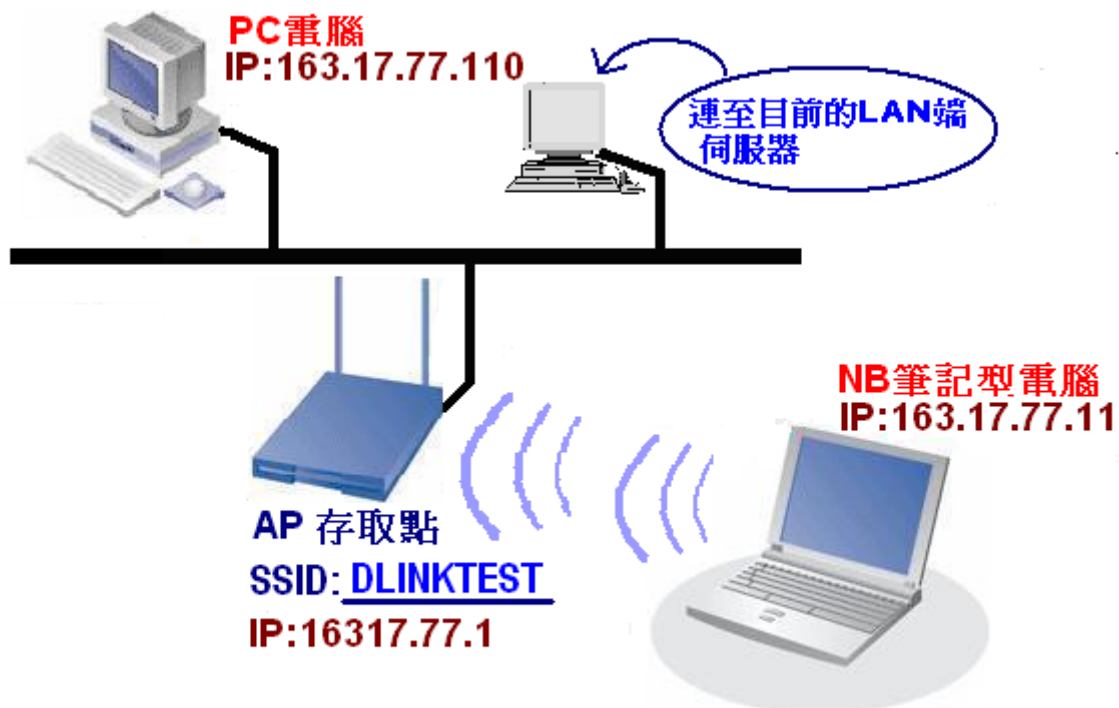 PC電腦
IP:163.17.77.110
連至目前的LAN端
伺服器
NB筆記型電腦
IP:163.17.77.11
AP 存取點
SSID: DLINKTEST
IP:16317.77.1